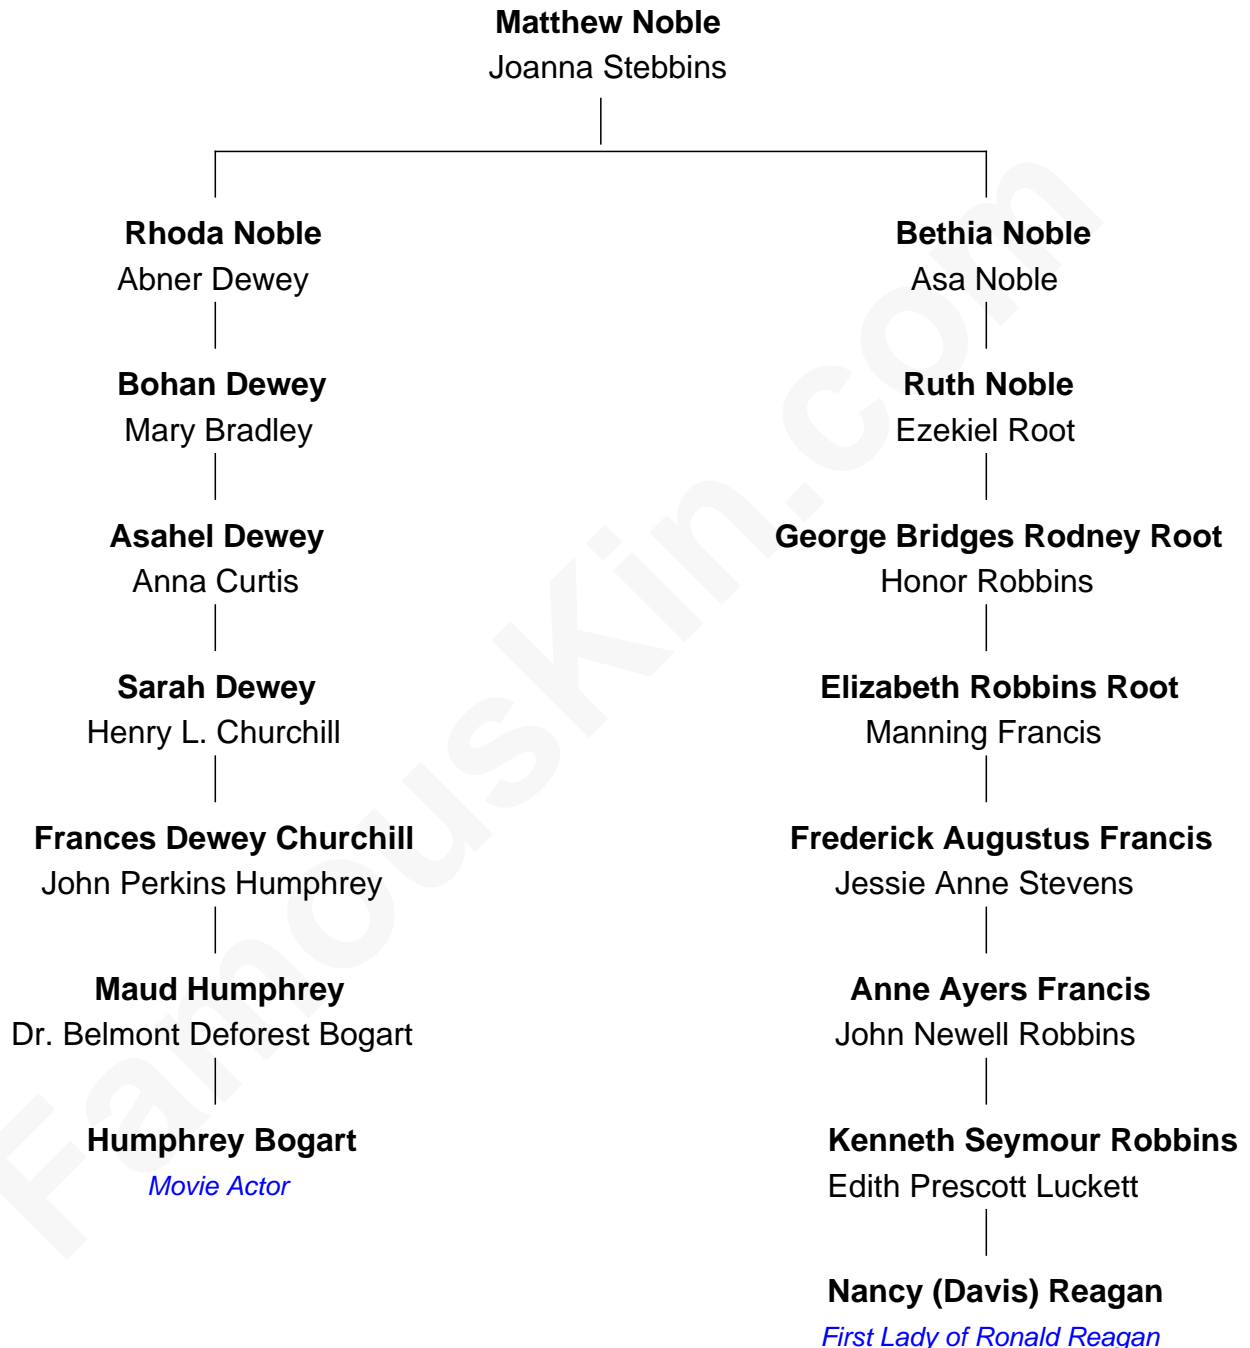 Matthew Noble
Joanna Stebbins
Rhoda Noble
Abner Dewey
Bohan Dewey
Mary Bradley
Asahel Dewey
Anna Curtis
Sarah Dewey
Henry L. Churchill
Frances Dewey Churchill
John Perkins Humphrey
Maud Humphrey
Dr. Belmont Deforest Bogart
Humphrey Bogart
Movie Actor
Bethia Noble
Asa Noble
Ruth Noble
Ezekiel Root
George Bridges Rodney Root
Honor Robbins
Elizabeth Robbins Root
Manning Francis
Frederick Augustus Francis
Jessie Anne Stevens
Anne Ayers Francis
John Newell Robbins
Kenneth Seymour Robbins
Edith Prescott Luckett
Nancy (Davis) Reagan
First Lady of Ronald Reagan
FamousKin.com